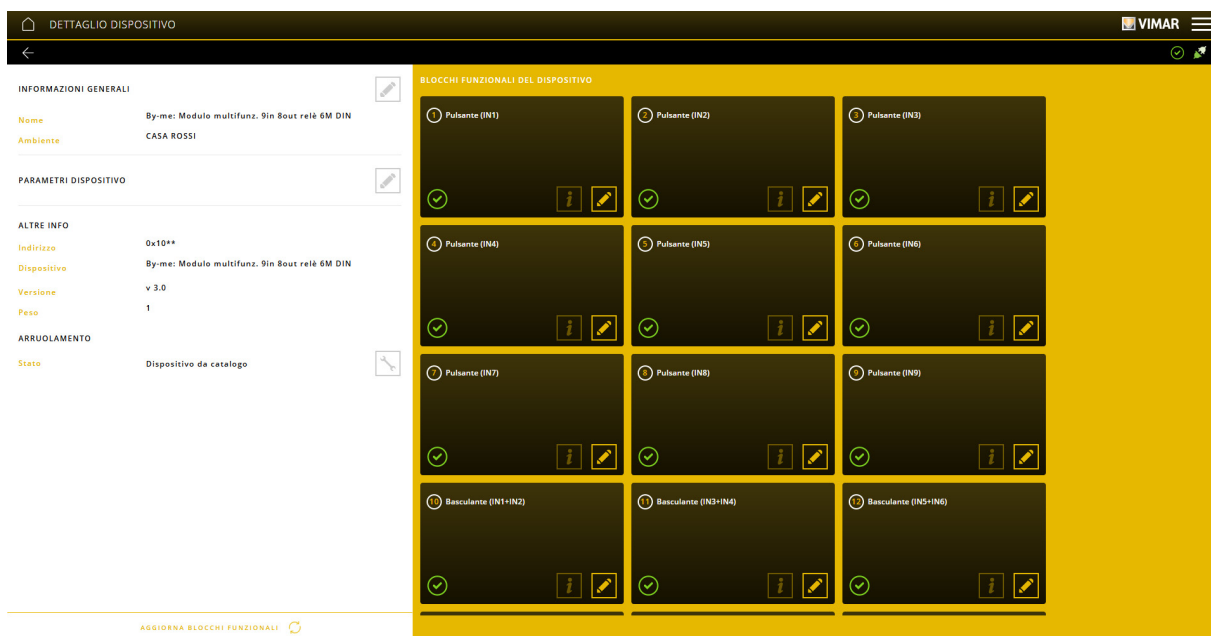 DETTAGLIO DISPOSITIVO
VIMAR
INFORMAZIONI GENERALI
Nome By-me: Modulo multifunz. 9in 8out relè 6M DIN
Ambiente CASA ROSSI
PARAMETRI DISPOSITIVO
ALTRE INFO
Indirizzo 0x10**
Dispositivo By-me: Modulo multifunz. 9in 8out relè 6M DIN
Versione v 3.0
Peso 1
ARRUOLAMENTO
Stato Dispositivo da catalogo
AGGIORNA BLOCCHI FUNZIONALI
BLOCCHI FUNZIONALI DEL DISPOSITIVO
1 Pulsante (IN1)
2 Pulsante (IN2)
3 Pulsante (IN3)
4 Pulsante (IN4)
5 Pulsante (IN5)
6 Pulsante (IN6)
7 Pulsante (IN7)
8 Pulsante (IN8)
9 Pulsante (IN9)
10 Basculante (IN1+IN2)
11 Basculante (IN3+IN4)
12 Basculante (IN5+IN6)